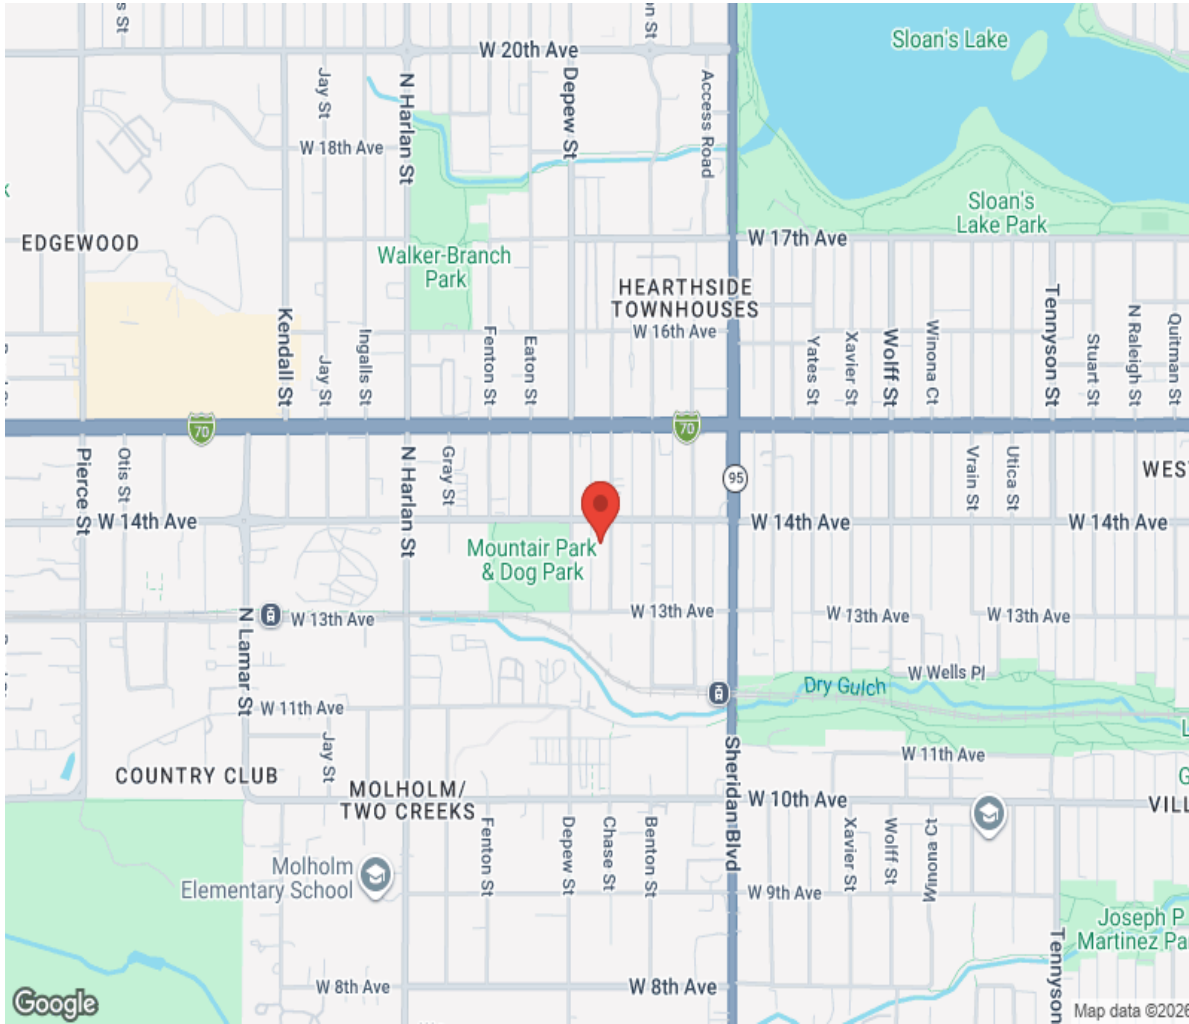 s St
W 20th Ave
n St
Sloan's Lake
Jay St
N Harlan St
Depew St
Access Road
W 18th Ave
k
EDGEWOOD
Sloan's
Lake Park
W 17th Ave
Walker-Branch
Park
HEARTHSIDE
TOWNHOUSES
W 16th Ave
Kendall St
Jay St
Ingalls St
Fenton St
Eaton St
Yates St
Xavier St
Wolff St
Winona Ct
Tennyson St
Stuart St
N Raleigh St
Quitman St
70
70
Pierce St
Otis St
N Harlan St
Gray St
95
Vrain St
Utica St
WES
W 14th Ave
W 14th Ave
W 14th Ave
Mountair Park
& Dog Park
N Lamar St
W 13th Ave
W 13th Ave
W 13th Ave
W 13th Ave
W Wells Pl
Dry Gulch
W 11th Ave
L
Jay St
Sheridan Blvd
W 11th Ave
COUNTRY CLUB
G
MOLHOLM/
TWO CREEKS
W 10th Ave
VILL
Fenton St
Depew St
Chase St
Benton St
Xavier St
Wolff St
Winona Ct
Molholm
Elementary School
W 9th Ave
Joseph P
Martinez Pa
Tennyson
W 8th Ave
W 8th Ave
Google
Map data ©2026